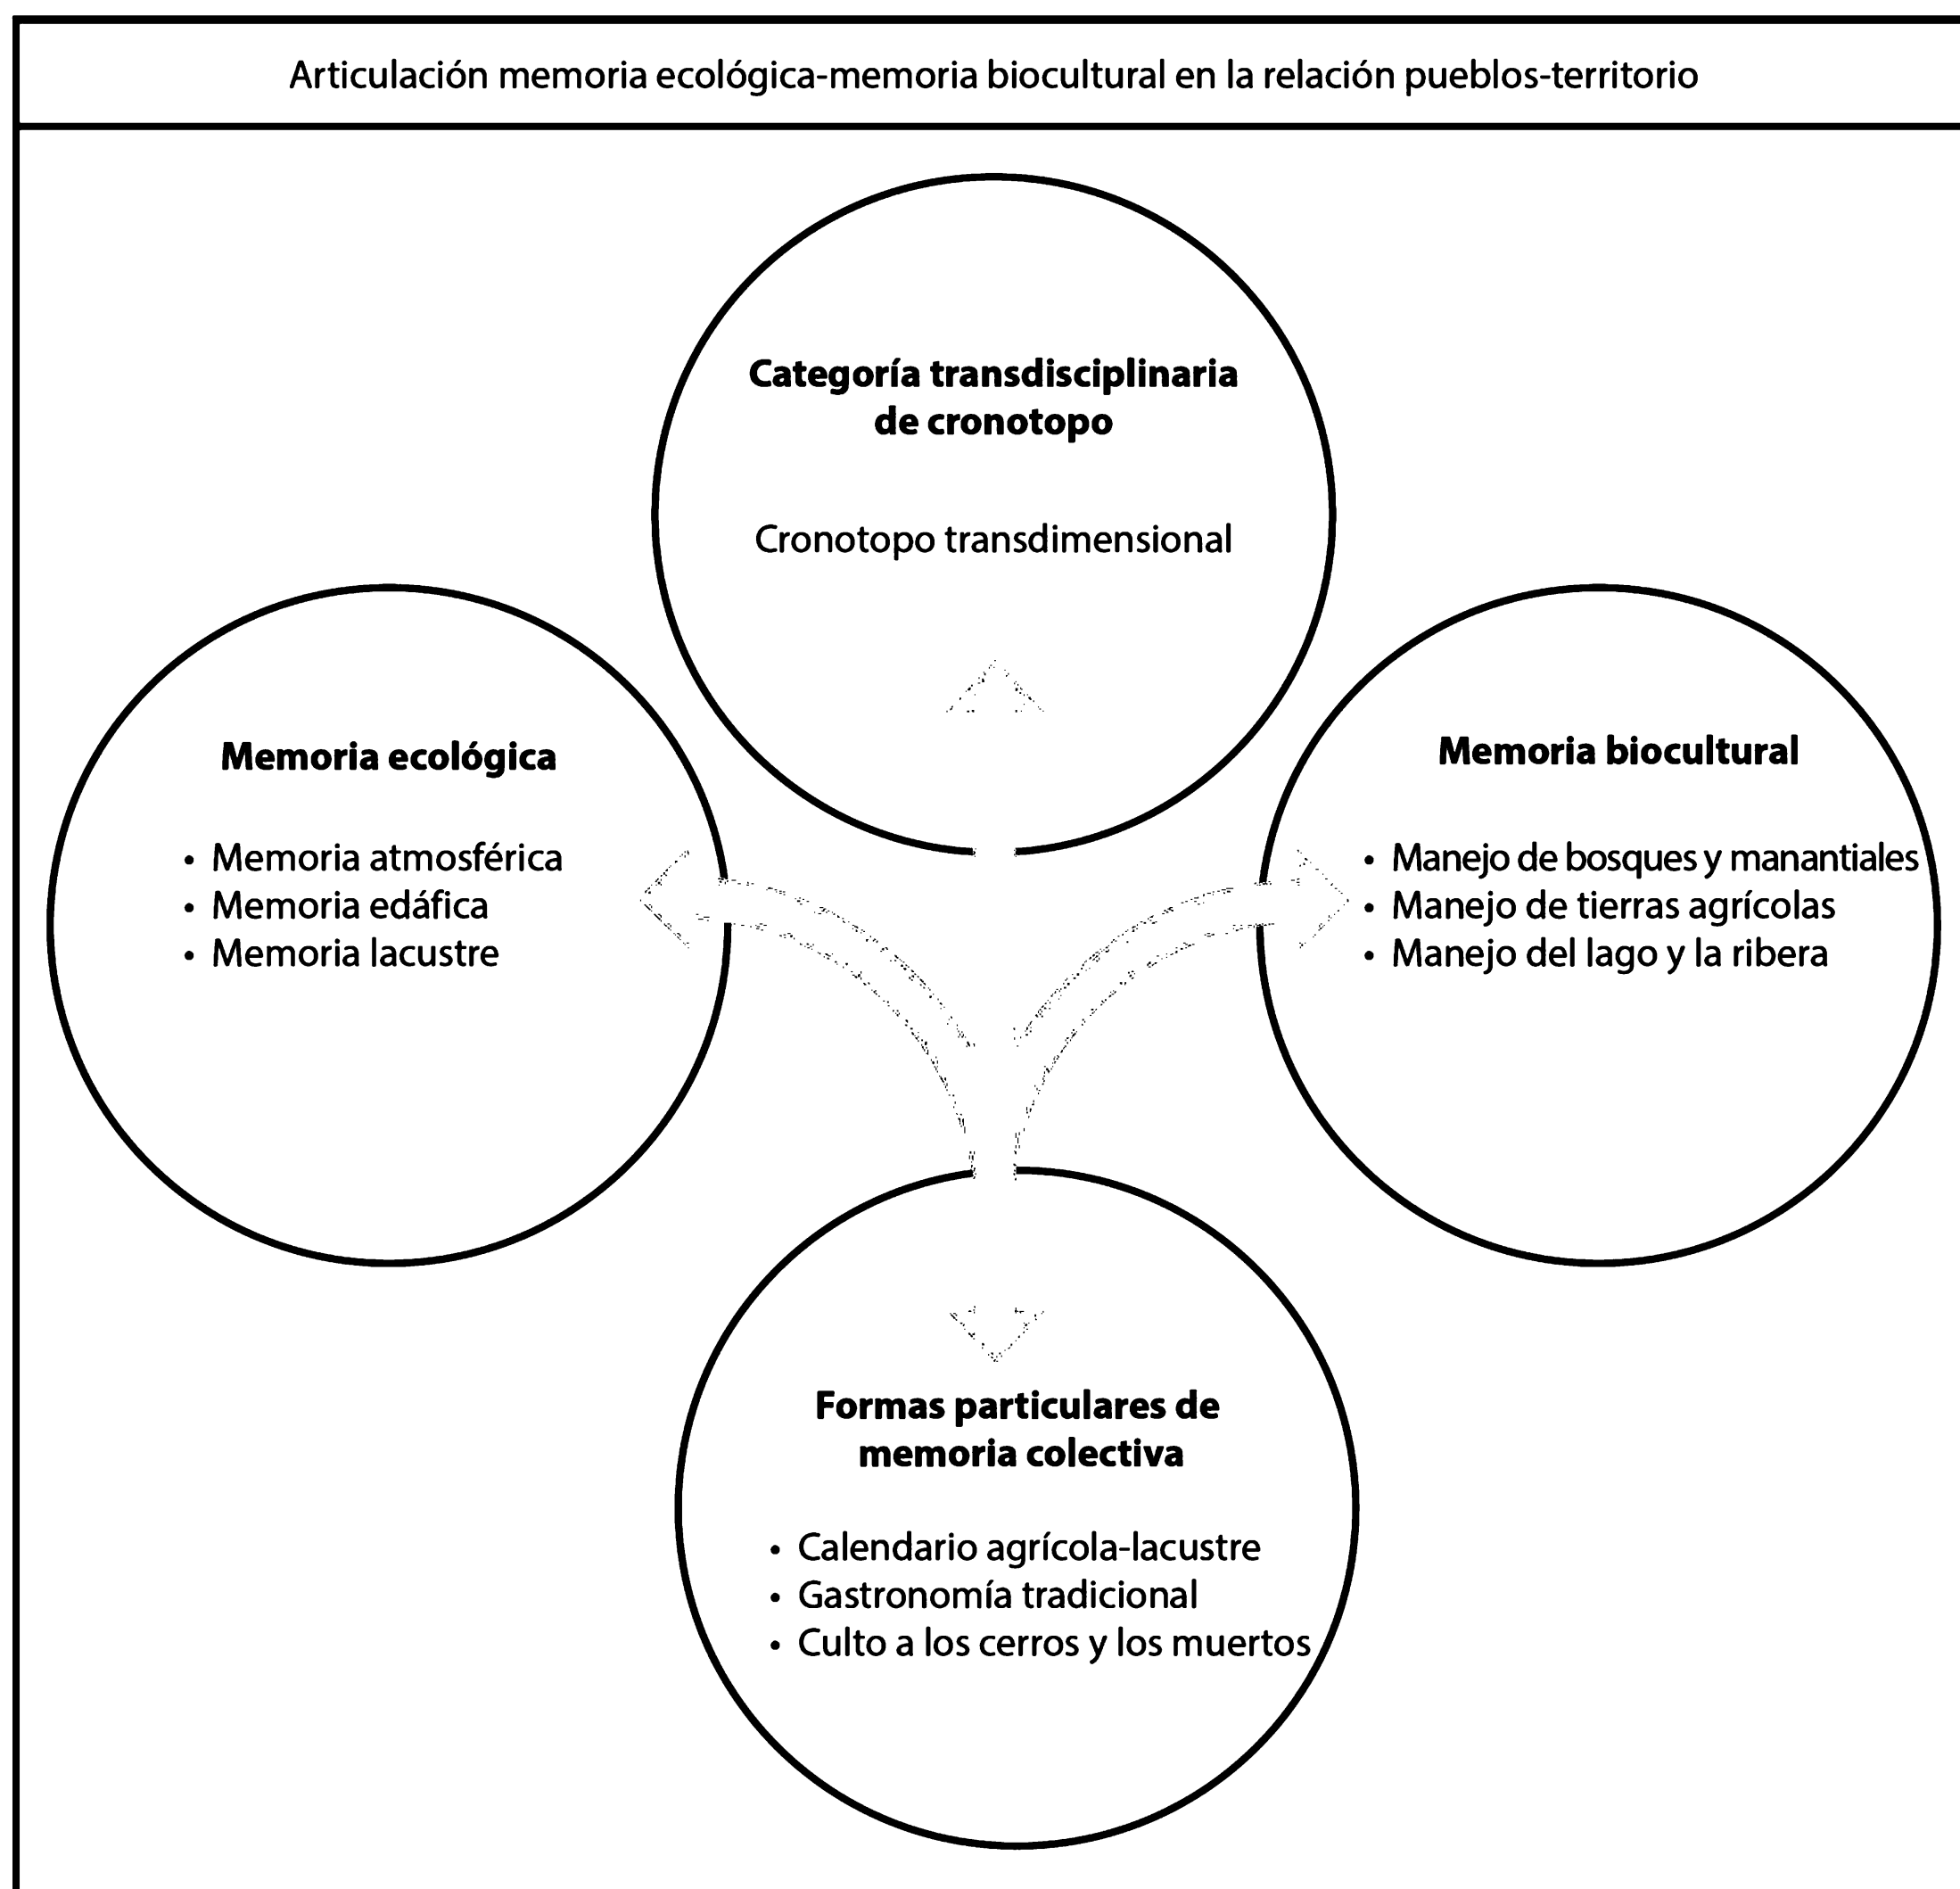 Articulación memoria ecológica-memoria biocultural en la relación pueblos-territorio
Categoría transdisciplinaria
de cronotopo
Cronotopo transdimensional
Memoria ecológica
• Memoria atmosférica
• Memoria edáfica
• Memoria lacustre
Memoria biocultural
• Manejo de bosques y manantiales
• Manejo de tierras agrícolas
• Manejo del lago y la ribera
Formas particulares de
memoria colectiva
• Calendario agrícola-lacustre
• Gastronomía tradicional
• Culto a los cerros y los muertos